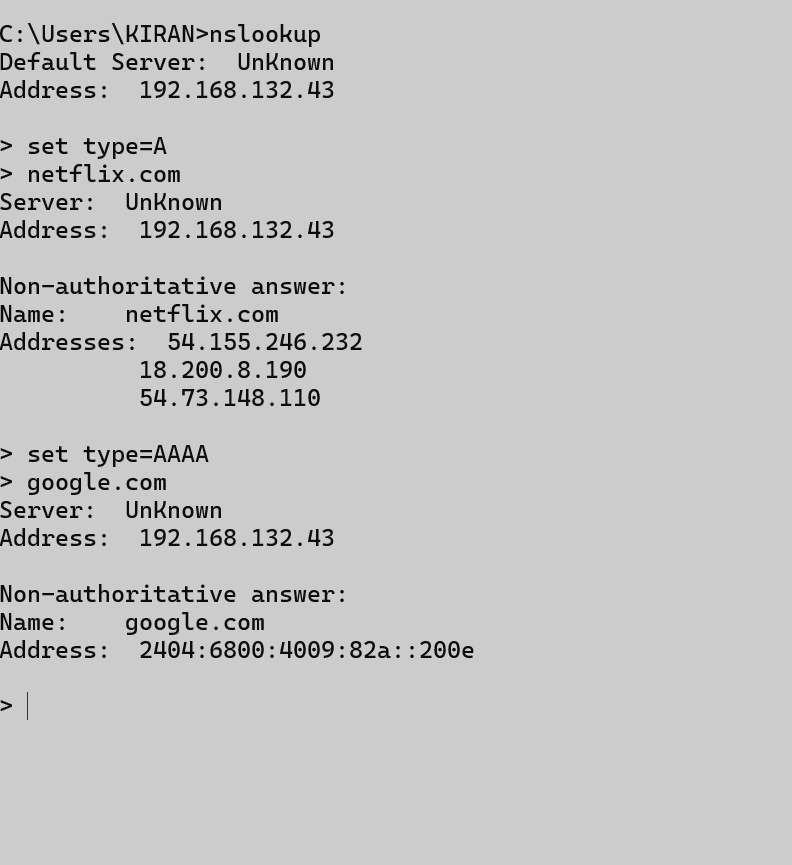 C:\Users\KIRAN>nslookup
Default Server:  UnKnown
Address:  192.168.132.43
> set type=A
> netflix.com
Server:  UnKnown
Address:  192.168.132.43
Non-authoritative answer:
Name:    netflix.com
Addresses:  54.155.246.232
          18.200.8.190
          54.73.148.110
> set type=AAAA
> google.com
Server:  UnKnown
Address:  192.168.132.43
Non-authoritative answer:
Name:    google.com
Address:  2404:6800:4009:82a::200e
>